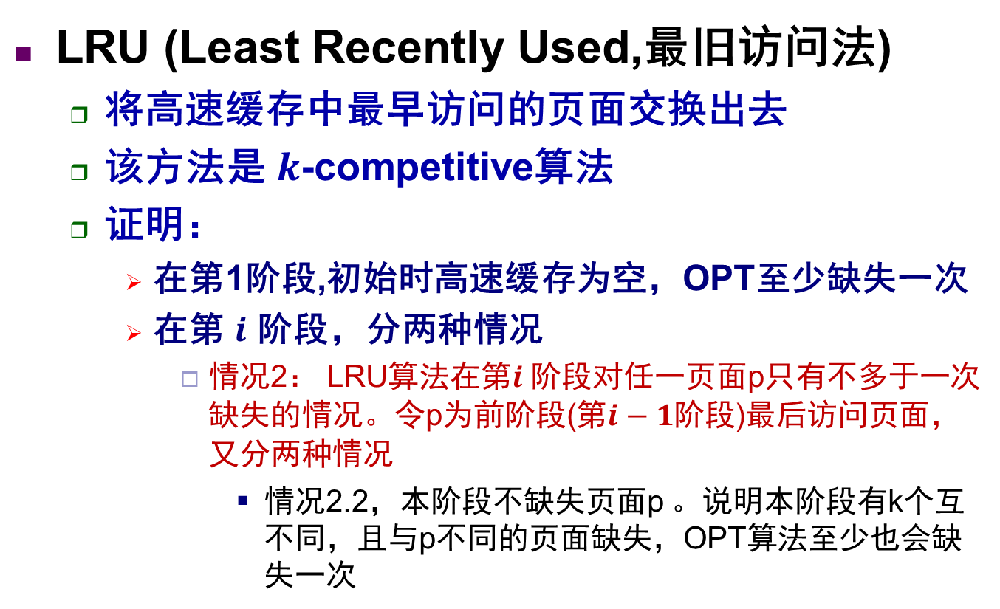 LRU (Least Recently Used,最旧访问法)
将高速缓存中最早访问的页面交换出去
该方法是 k-competitive算法
证明：
在第1阶段,初始时高速缓存为空，OPT至少缺失一次
在第 i 阶段，分两种情况
情况2： LRU算法在第i 阶段对任一页面p只有不多于一次
缺失的情况。令p为前阶段(第i − 1阶段)最后访问页面，
又分两种情况
情况2.2，本阶段不缺失页面p 。说明本阶段有k个互
不同，且与p不同的页面缺失，OPT算法至少也会缺
失一次